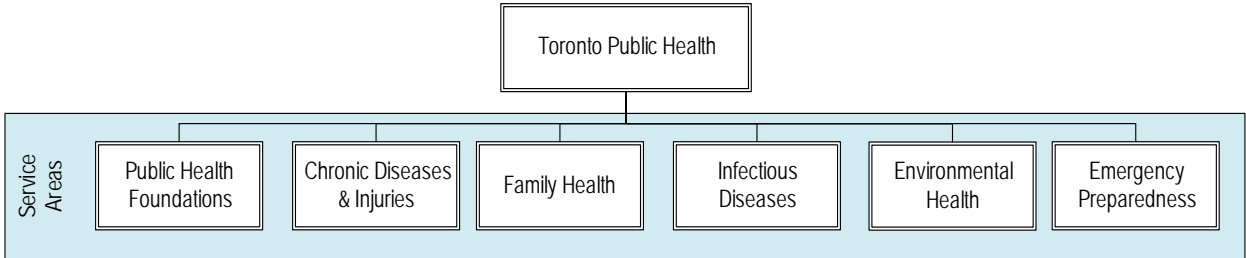 Toronto Public Health
Service
Areas
Public Health
Foundations
Chronic Diseases
& Injuries
Family Health
Infectious
Diseases
Environmental
Health
Emergency
Preparedness